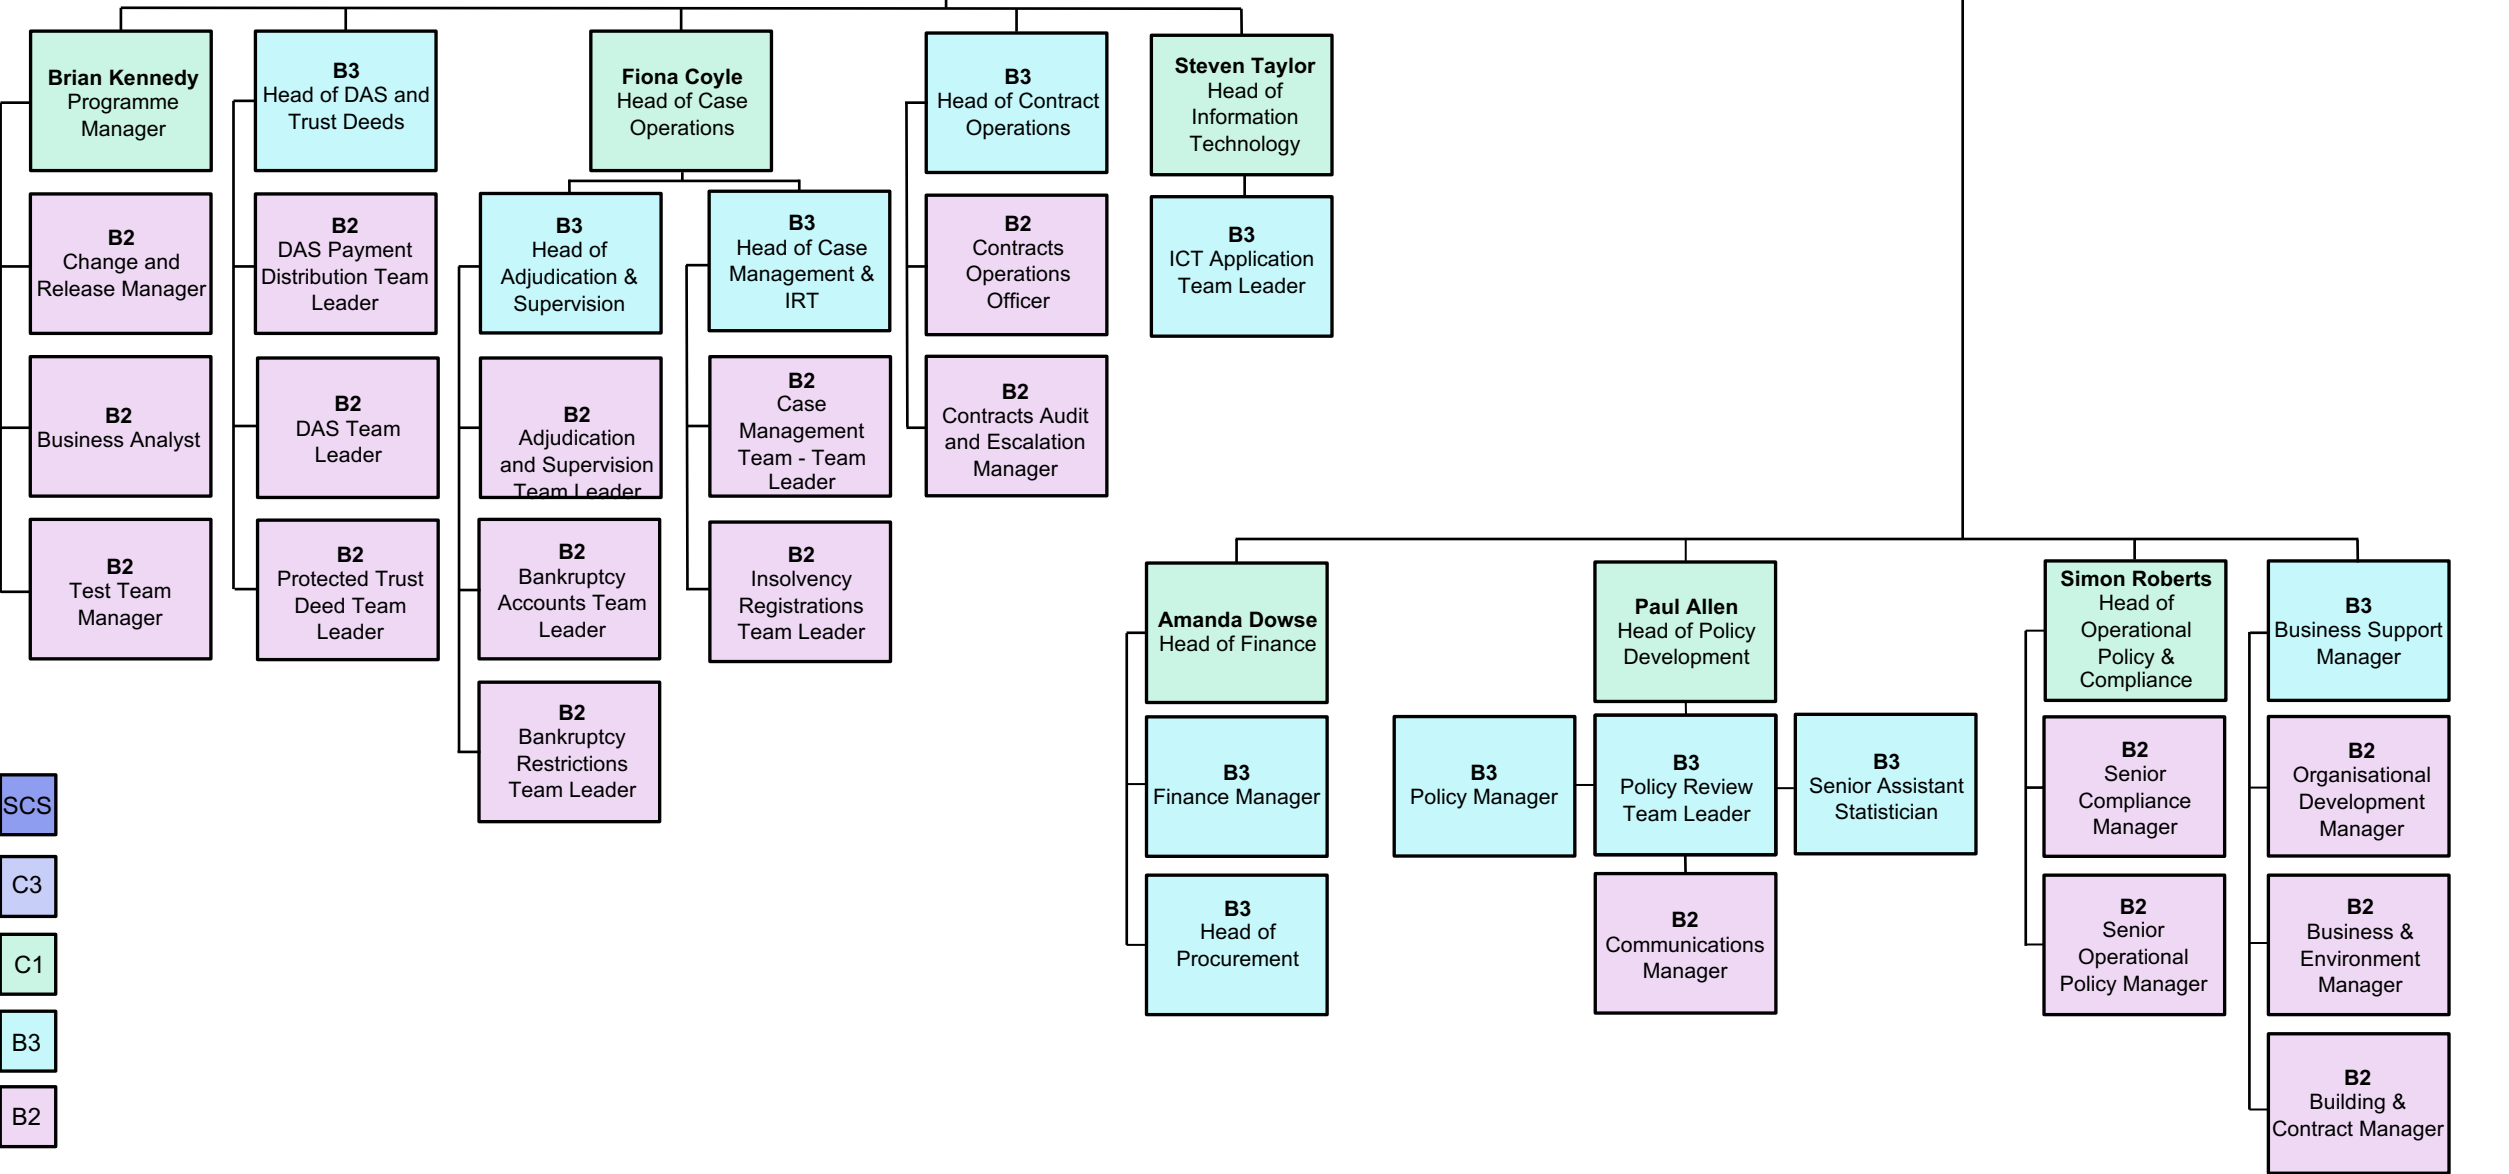 Brian Kennedy
Programme
Manager
B3
Head of DAS and
Trust Deeds
Fiona Coyle
Head of Case
Operations
B3
Head of Contract
Operations
Steven Taylor
Head of
Information
Technology
B2
Change and
Release Manager
B2
DAS Payment
Distribution Team
Leader
B3
Head of
Adjudication &
Supervision
B3
Head of Case
Management &
IRT
B2
Contracts
Operations
Officer
B3
ICT Application
Team Leader
B2
Business Analyst
B2
DAS Team
Leader
B2
Adjudication
and Supervision
Team Leader
B2
Case
Management
Team - Team
Leader
B2
Contracts Audit
and Escalation
Manager
B2
Test Team
Manager
B2
Protected Trust
Deed Team
Leader
B2
Bankruptcy
Accounts Team
Leader
B2
Insolvency
Registrations
Team Leader
B2
Bankruptcy
Restrictions
Team Leader
Amanda Dowse
Head of Finance
Paul Allen
Head of Policy
Development
Simon Roberts
Head of
Operational
Policy &
Compliance
B3
Business Support
Manager
B3
Finance Manager
B3
Policy Manager
B3
Policy Review
Team Leader
B3
Senior Assistant
Statistician
B2
Senior
Compliance
Manager
B2
Organisational
Development
Manager
B3
Head of
Procurement
B2
Communications
Manager
B2
Senior
Operational
Policy Manager
B2
Business &
Environment
Manager
B2
Building &
Contract Manager
SCS
C3
C1
B3
B2